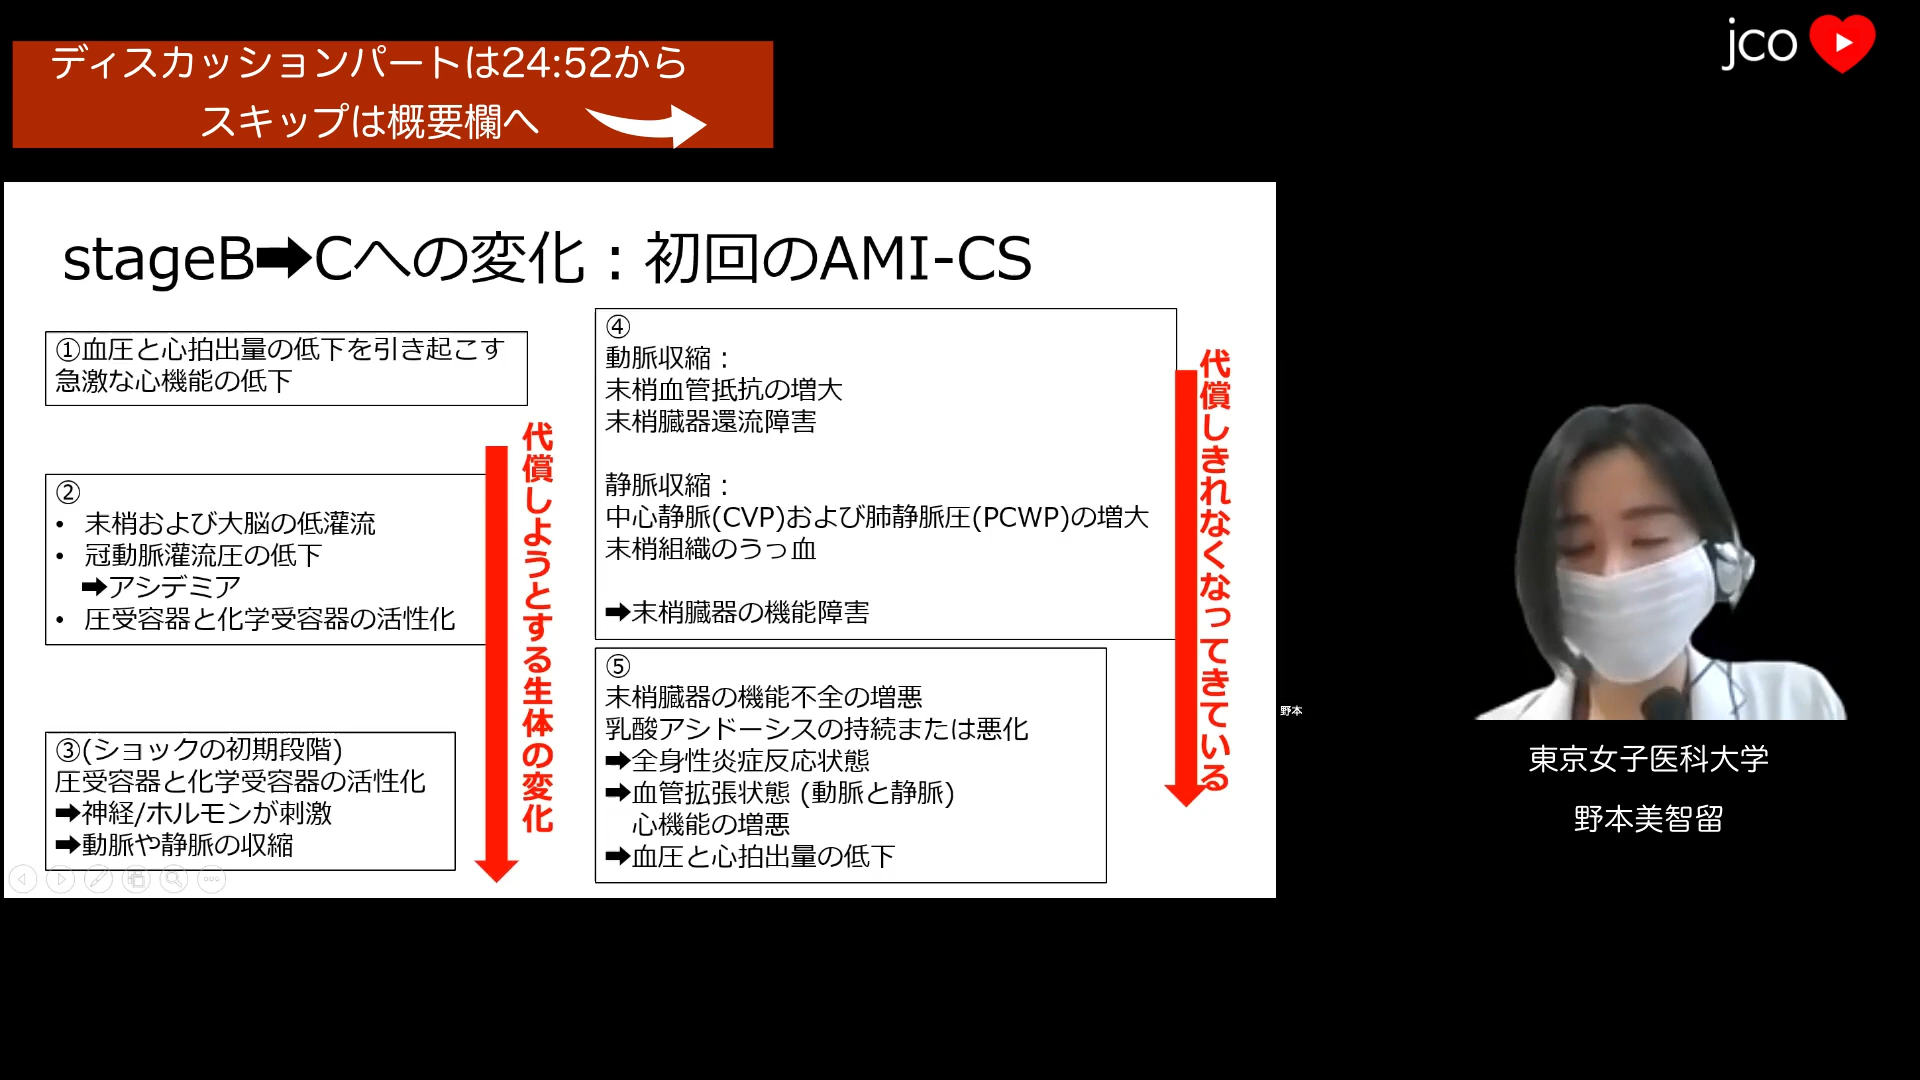 ディスカッションパートは24:52から
スキップは概要欄へ
jco
stageB➡Cへの変化：初回のAMI-CS
①血圧と心拍出量の低下を引き起こす
急激な心機能の低下
②
• 末梢および大脳の低灌流
• 冠動脈灌流圧の低下
➡アシデミア
• 圧受容器と化学受容器の活性化
③(ショックの初期段階)
圧受容器と化学受容器の活性化
➡神経/ホルモンが刺激
➡動脈や静脈の収縮
代償しようとする生体の変化
④
動脈収縮：
末梢血管抵抗の増大
末梢臓器還流障害
静脈収縮：
中心静脈(CVP)および肺静脈圧(PCWP)の増大
末梢組織のうっ血
➡末梢臓器の機能障害
⑤
末梢臓器の機能不全の増悪
乳酸アシドーシスの持続または悪化
➡全身性炎症反応状態
➡血管拡張状態 (動脈と静脈)
心機能の増悪
➡血圧と心拍出量の低下
代償しきれなくなってきている
野本
東京女子医科大学
野本美智留